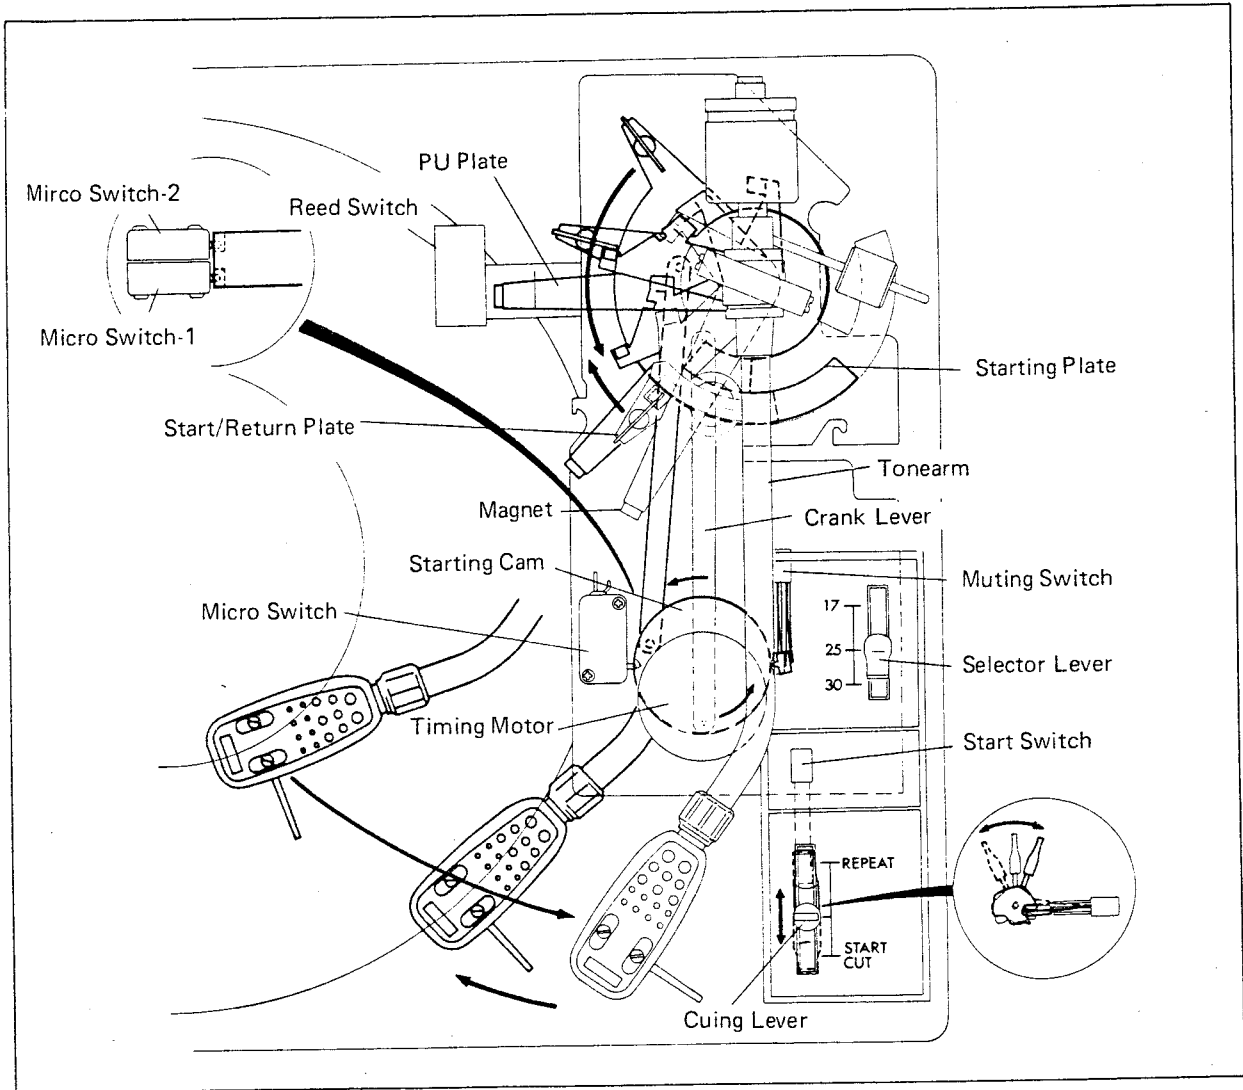 PU Plate
Mirco Switch-2
Reed Switch
Micro Switch-1
Starting Plate
Start/Return Plate
Tonearm
Magnet
Crank Lever
Starting Cam
Muting Switch
Micro Switch
17
25
30
Selector Lever
Timing Motor
Start Switch
REPEAT
START
CUT
Cuing Lever